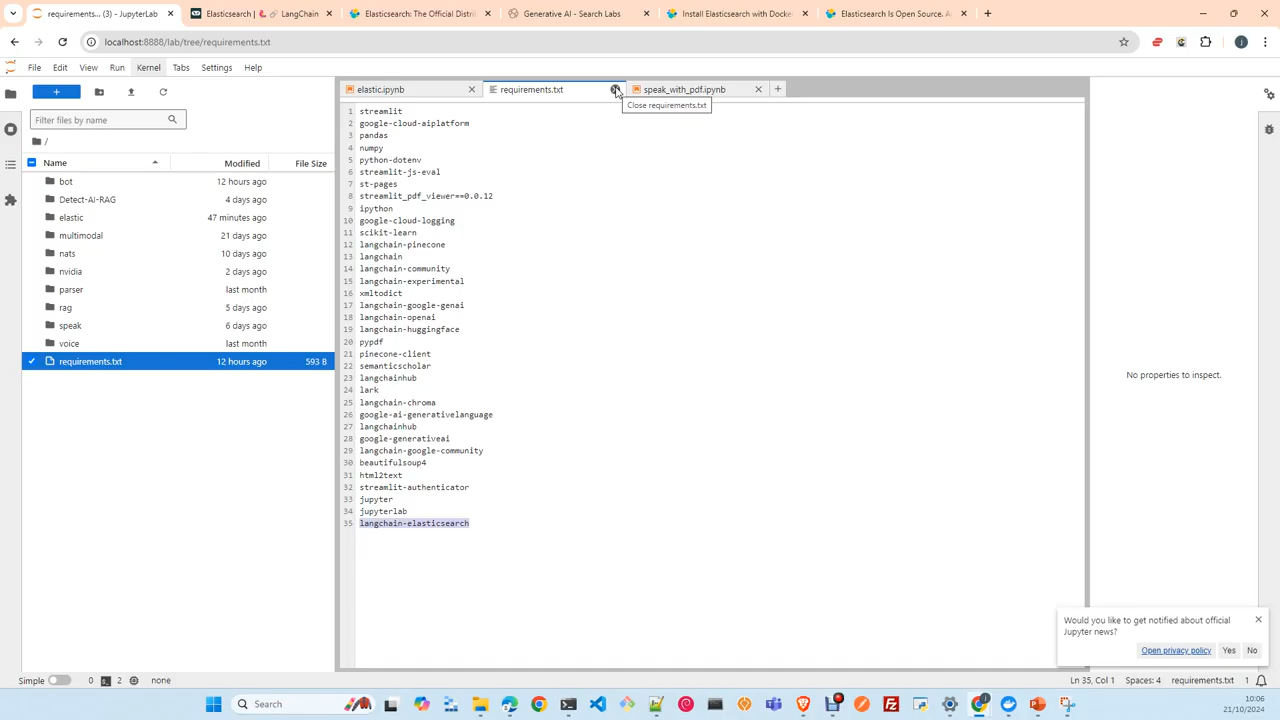 requirements.t... (3) - JupyterLab
Elasticsearch | 🦜🔗 LangChain
Elasticsearch: The Official Distri
Generative AI - Search Labs
Install Elasticsearch with Docker
Elasticsearch Is Open Source. A
localhost:8888/lab/tree/requirements.txt
File Edit View Run Kernel Tabs Settings Help
elastic.ipynb
requirements.txt
speak_with_pdf.ipynb
Close requirements.txt
Filter files by name
/
Name Modified File Size
bot 12 hours ago
Detect-AI-RAG 4 days ago
elastic 47 minutes ago
multimodal 21 days ago
nats 10 days ago
nvidia 2 days ago
parser last month
rag 5 days ago
speak 6 days ago
voice last month
requirements.txt 12 hours ago 593 B
1 streamlit
2 google-cloud-aiplatform
3 pandas
4 numpy
5 python-dotenv
6 streamlit-js-eval
7 st-pages
8 streamlit_pdf_viewer==0.0.12
9 ipython
10 google-cloud-logging
11 scikit-learn
12 langchain-pinecone
13 langchain
14 langchain-community
15 langchain-experimental
16 xmltodict
17 langchain-google-genai
18 langchain-openai
19 langchain-huggingface
20 pypdf
21 pinecone-client
22 semanticscholar
23 langchainhub
24 lark
25 langchain-chroma
26 google-ai-generativelanguage
27 langchainhub
28 google-generativeai
29 langchain-google-community
30 beautifulsoup4
31 html2text
32 streamlit-authenticator
33 jupyter
34 jupyterlab
35 langchain-elasticsearch
No properties to inspect.
Would you like to get notified about official
Jupyter news?
Open privacy policy Yes No
Simple 0 2 none
Ln 35, Col 1 Spaces: 4 requirements.txt 1
Search
10:06
21/10/2024